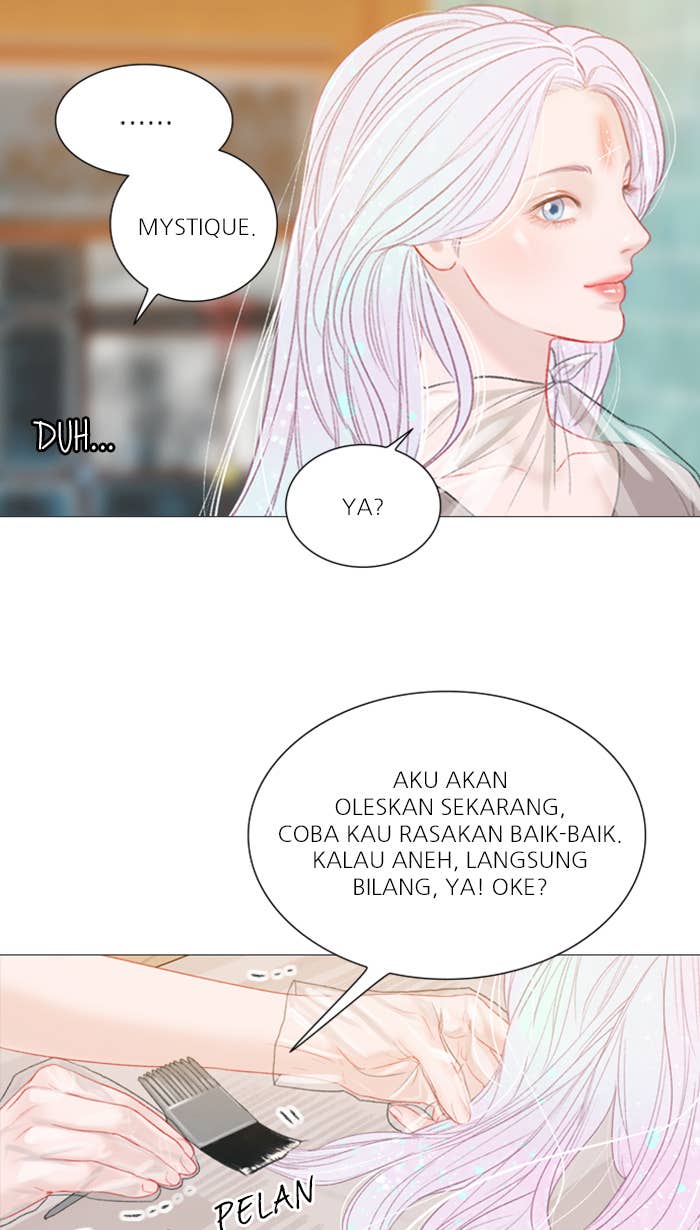 ......
MYSTIQUE.
DUH...
YA?
AKU AKAN
OLESKAN SEKARANG,
COBA KAU RASAKAN BAIK-BAIK.
KALAU ANEH, LANGSUNG
BILANG, YA! OKE?
PELAN